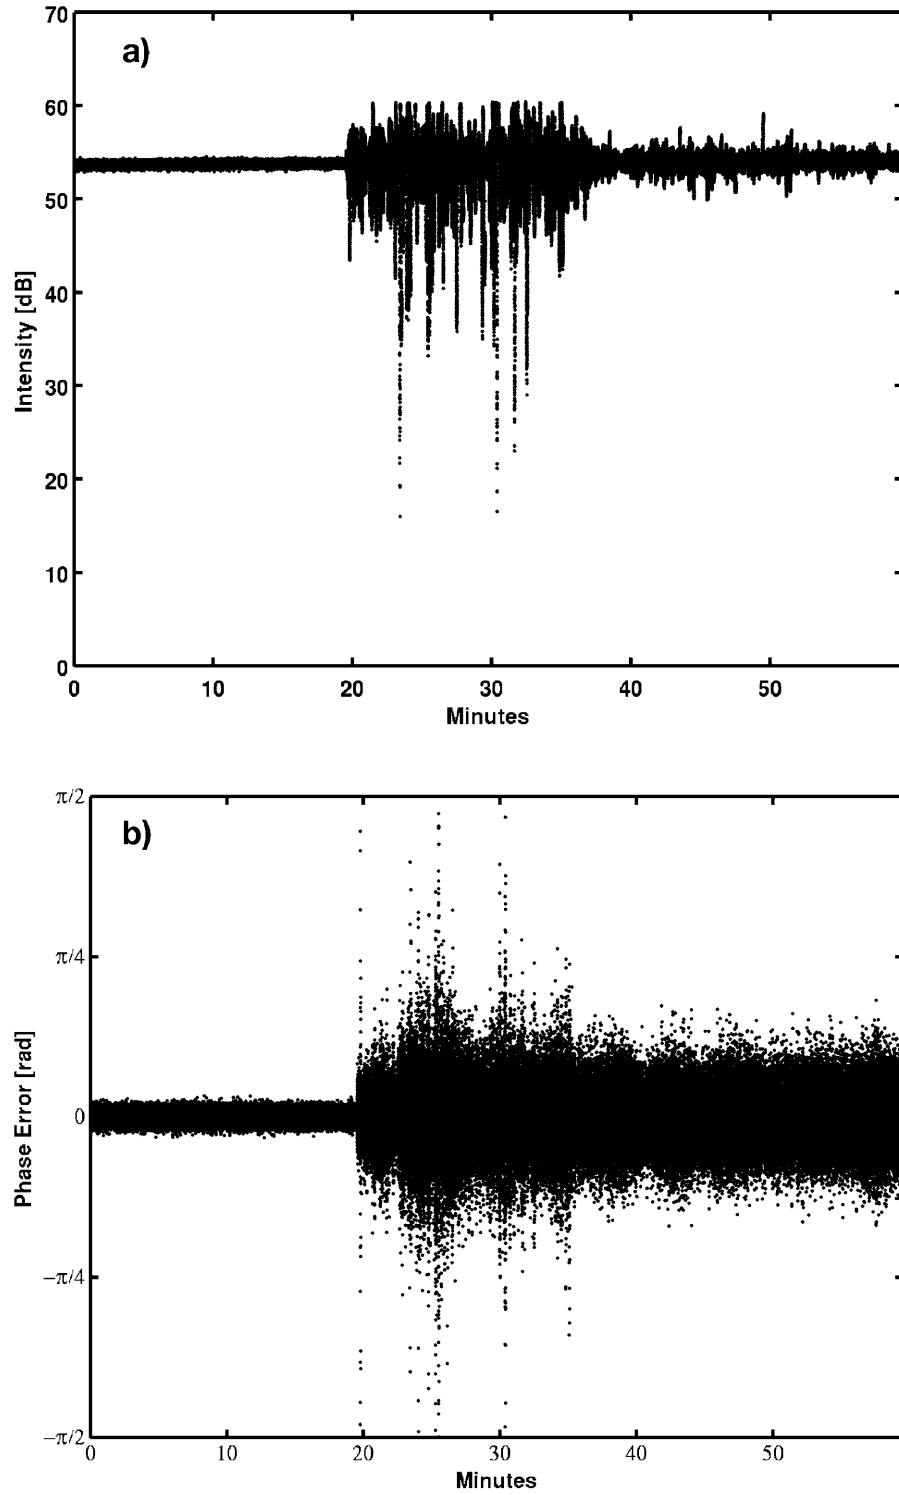 a)
70
60
50
40
30
20
10
0
Intensity [dB]
0 10 20 30 40 50
Minutes
b)
π/2
π/4
0
−π/4
−π/2
Phase Error [rad]
0 10 20 30 40 50
Minutes